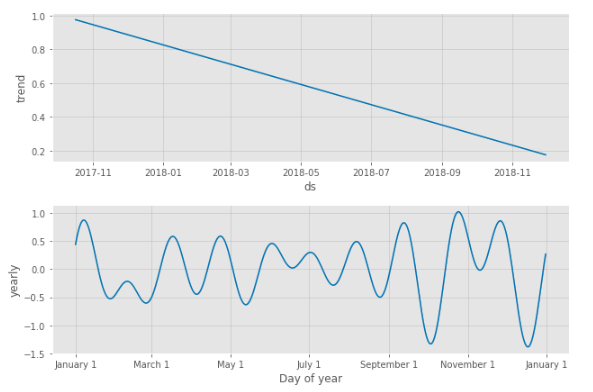 1.0
0.8
0.6
0.4
0.2
trend
2017-11 2018-01 2018-03 2018-05 2018-07 2018-09 2018-11
ds
1.0
0.5
0.0
−0.5
−1.0
−1.5
yearly
January 1 March 1 May 1 July 1 September 1 November 1 January 1
Day of year